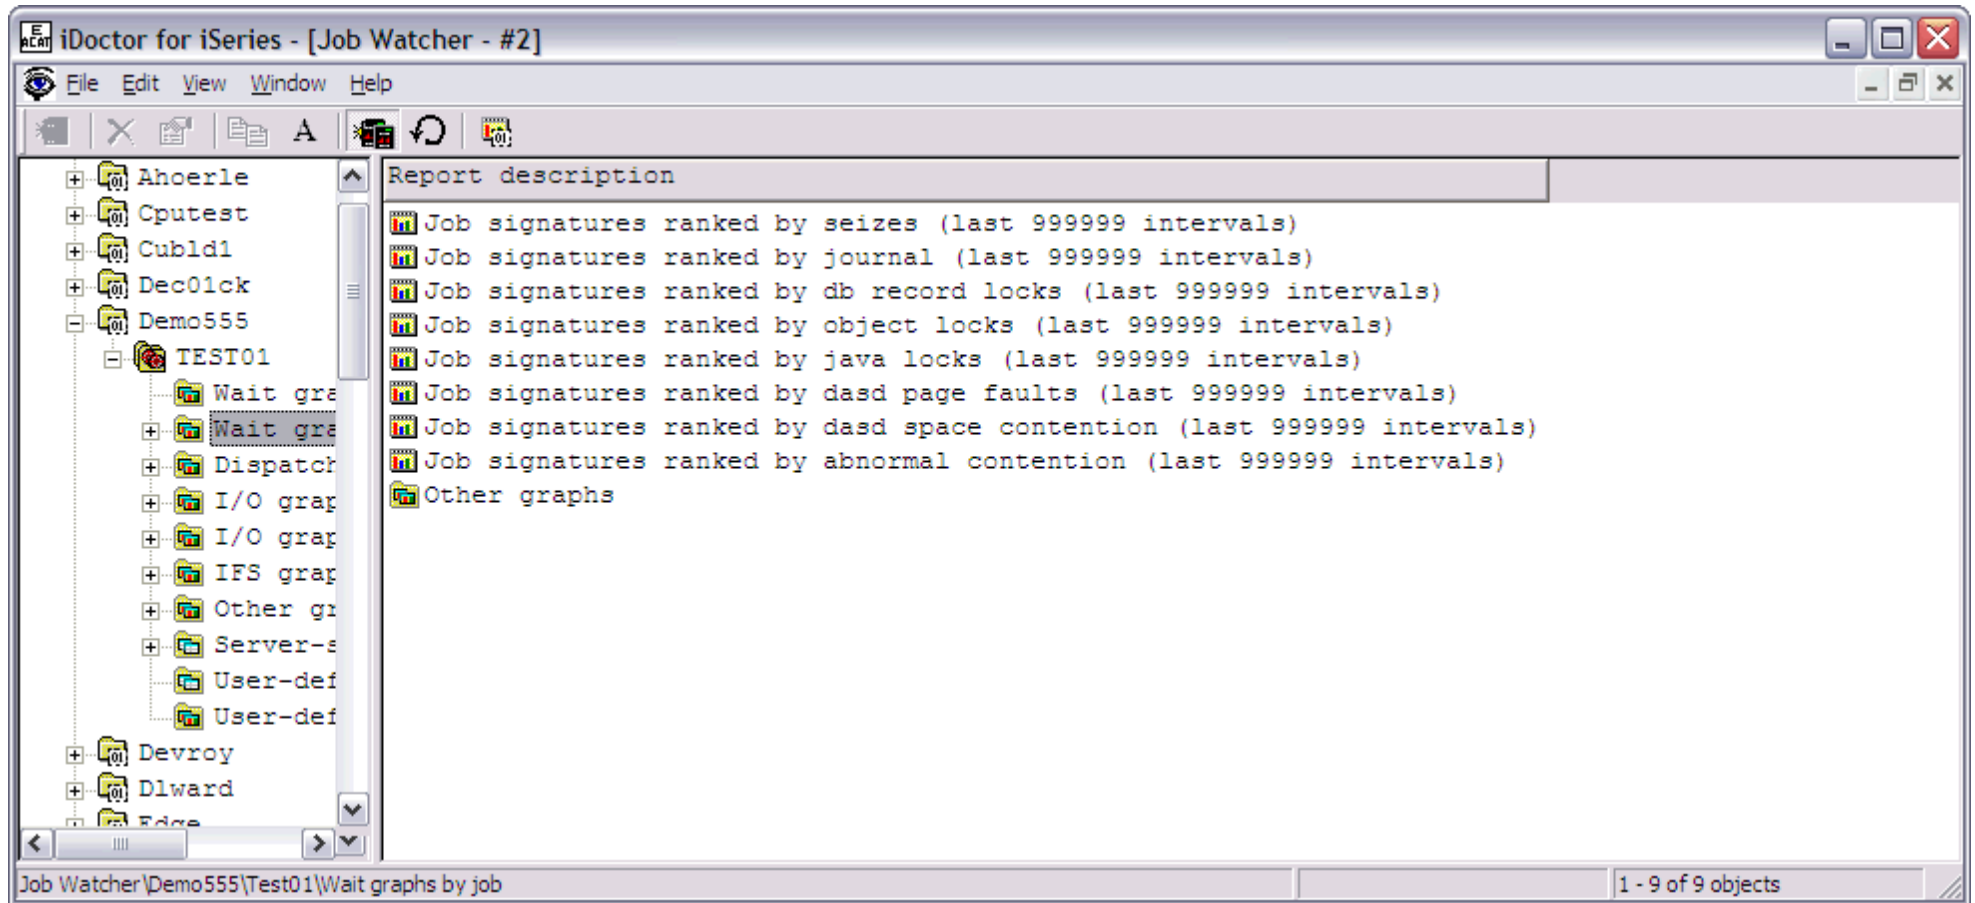 iDoctor for iSeries - [Job Watcher - #2]
File Edit View Window Help
A
Ahoerle
Cputest
Cubld1
Dec01ck
Demo555
TEST01
Wait gra
Wait gra
Dispatch
I/O grap
I/O grap
IFS grap
Other gr
Server-s
User-def
User-def
Devroy
Dlward
Edge
Report description
Job signatures ranked by seizes (last 999999 intervals)
Job signatures ranked by journal (last 999999 intervals)
Job signatures ranked by db record locks (last 999999 intervals)
Job signatures ranked by object locks (last 999999 intervals)
Job signatures ranked by java locks (last 999999 intervals)
Job signatures ranked by dasd page faults (last 999999 intervals)
Job signatures ranked by dasd space contention (last 999999 intervals)
Job signatures ranked by abnormal contention (last 999999 intervals)
Other graphs
Job Watcher\Demo555\Test01\Wait graphs by job
1 - 9 of 9 objects